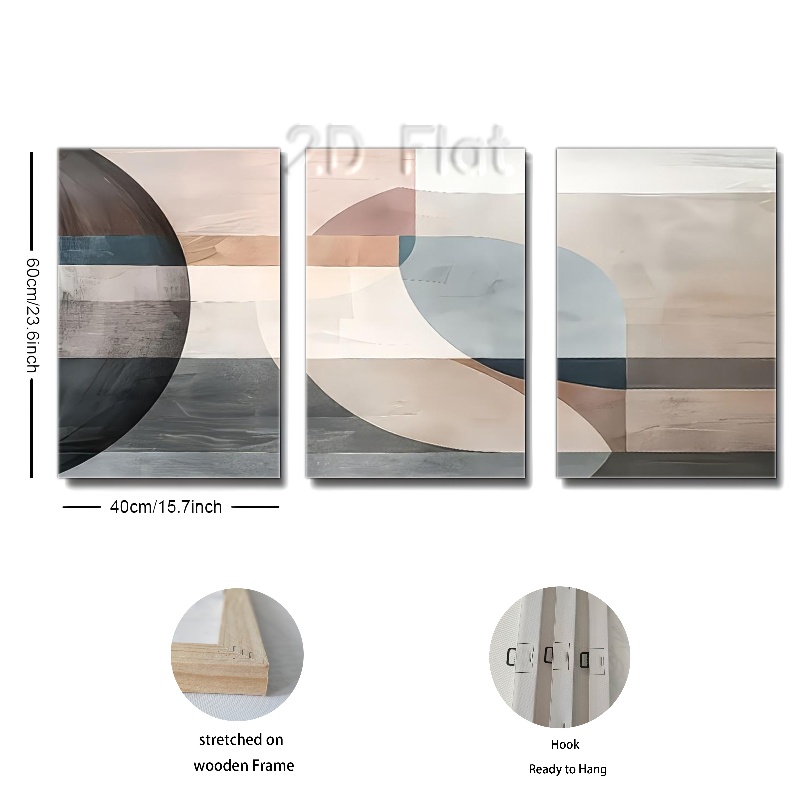 2D Flat
60cm/23.6inch
40cm/15.7inch
stretched on
wooden Frame
Hook
Ready to Hang